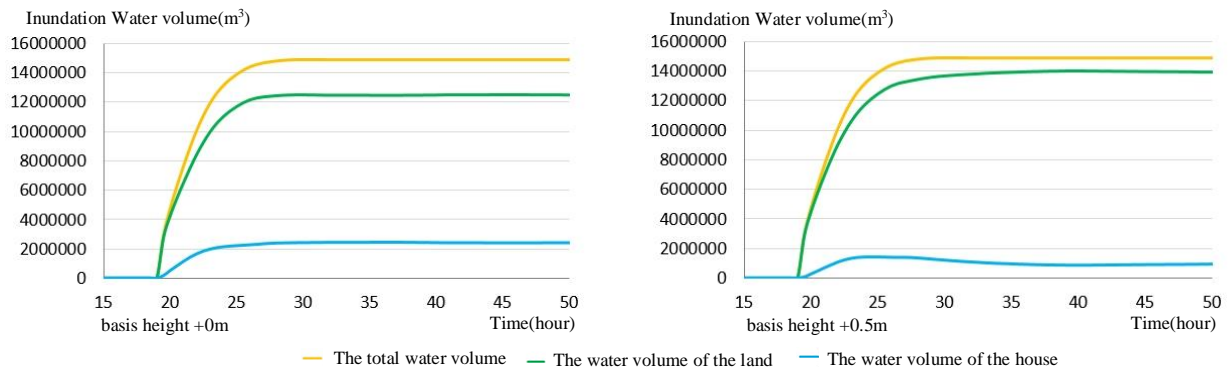 Inundation Water volume(m³)
16000000
14000000
12000000
10000000
8000000
6000000
4000000
2000000
0
15 20 25 30 35 40 45 50
basis height +0m Time(hour)
Inundation Water volume(m³)
16000000
14000000
12000000
10000000
8000000
6000000
4000000
2000000
0
15 20 25 30 35 40 45 50
basis height +0.5m Time(hour)
The total water volume The water volume of the land The water volume of the house